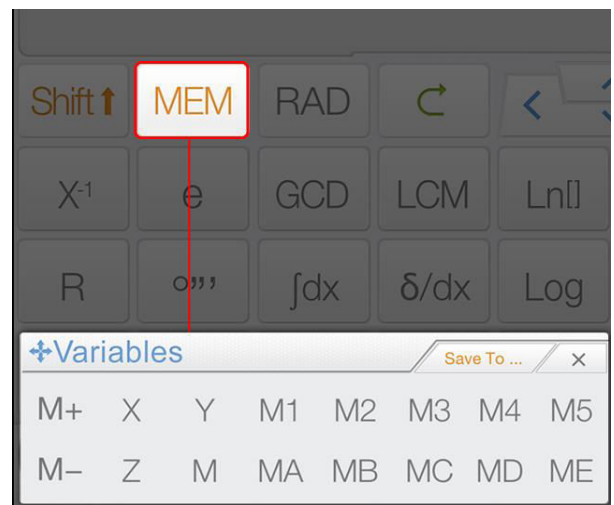 Shift↑ MEM RAD
X-1 e GCD LCM Ln[]
R °”’ ∫dx δ/dx Log
Variables Save To ... ×
M+ X Y M1 M2 M3 M4 M5
M− Z M MA MB MC MD ME